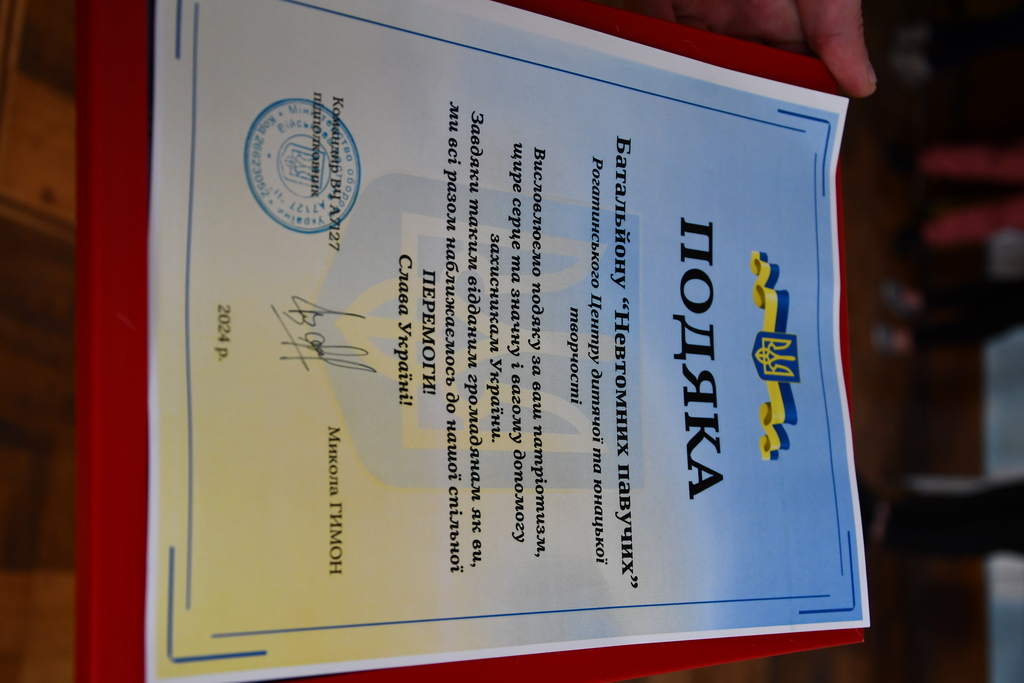 ПОДЯКА
Батальйону “Невтомних павучих”
Рогатинського Центру дитячої та юнацької
творчості
Висловлюємо подяку за ваш патріотизм,
щире серце та значну і вагому допомогу
захисникам України.
Завдяки таким відданим громадянам як ви,
ми всі разом наближаємось до нашої спільної
ПЕРЕМОГИ!
Слава Україні!
Командир ВЧ А7127
підполковник
Микола ГИМОН
2024 р.